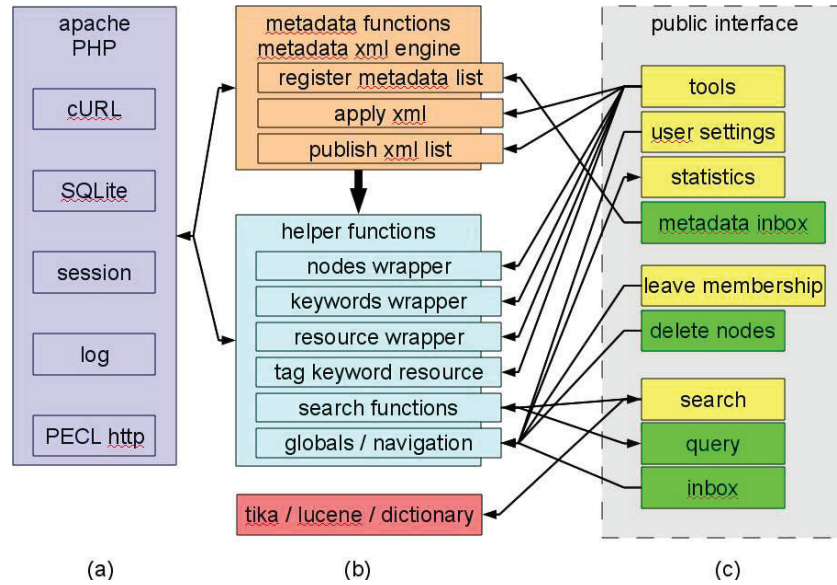 apache
PHP
cURL
SQLite
session
log
PECL http
(a)
metadata functions
metadata xml engine
register metadata list
apply xml
publish xml list
helper functions
nodes wrapper
keywords wrapper
resource wrapper
tag keyword resource
search functions
globals / navigation
tika / lucene / dictionary
(b)
public interface
tools
user settings
statistics
metadata inbox
leave membership
delete nodes
search
query
inbox
(c)